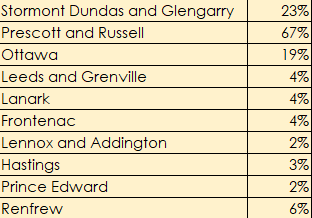 Stormont Dundas and Glengarry 23%
Prescott and Russell 67%
Ottawa 19%
Leeds and Grenville 4%
Lanark 4%
Frontenac 4%
Lennox and Addington 2%
Hastings 3%
Prince Edward 2%
Renfrew 6%